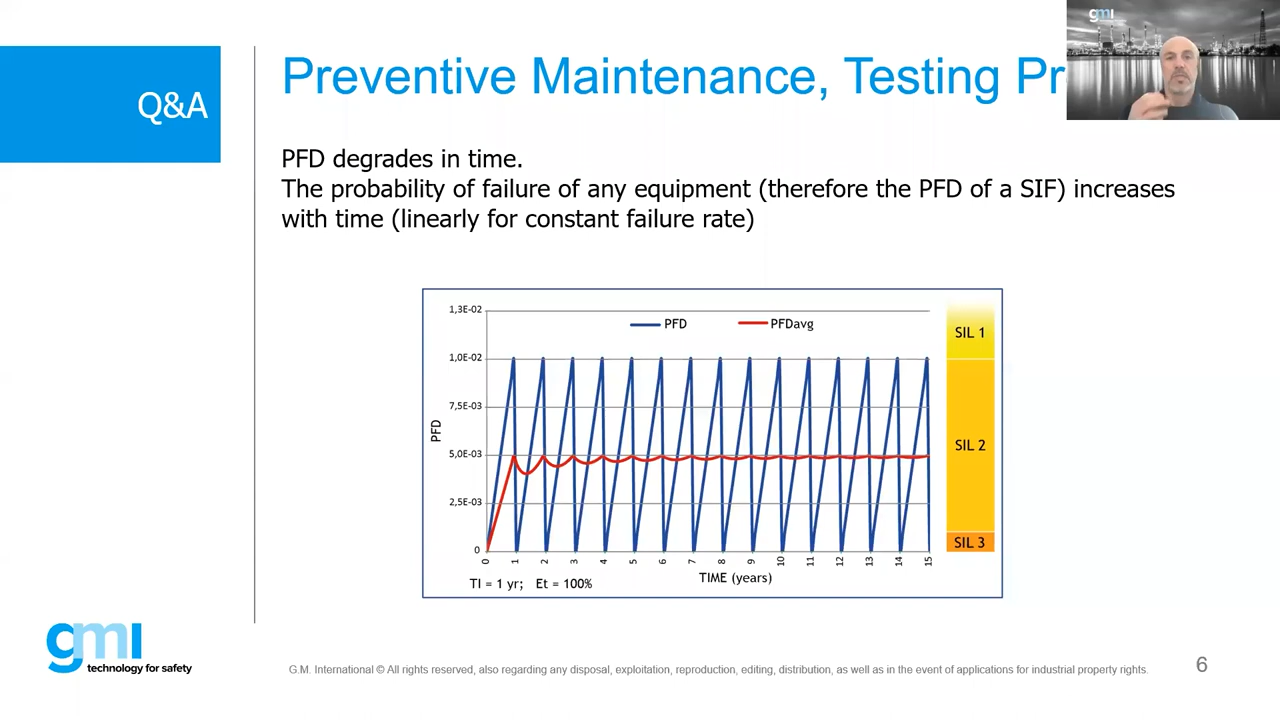 gmi
Q&A
Preventive Maintenance, Testing Pr
PFD degrades in time.
The probability of failure of any equipment (therefore the PFD of a SIF) increases
with time (linearly for constant failure rate)
1,3E-02
PFD
PFDavg
SIL 1
1,0E-02
7,5E-03
PFD
SIL 2
5,0E-03
2,5E-03
SIL 3
0
0 1 2 3 4 5 6 7 8 9 10 11 12 13 14 15
TIME (years)
TI = 1 yr; Et = 100%
gmi
technology for safety
G.M. International © All rights reserved, also regarding any disposal, exploitation, reproduction, editing, distribution, as well as in the event of applications for industrial property rights.
6